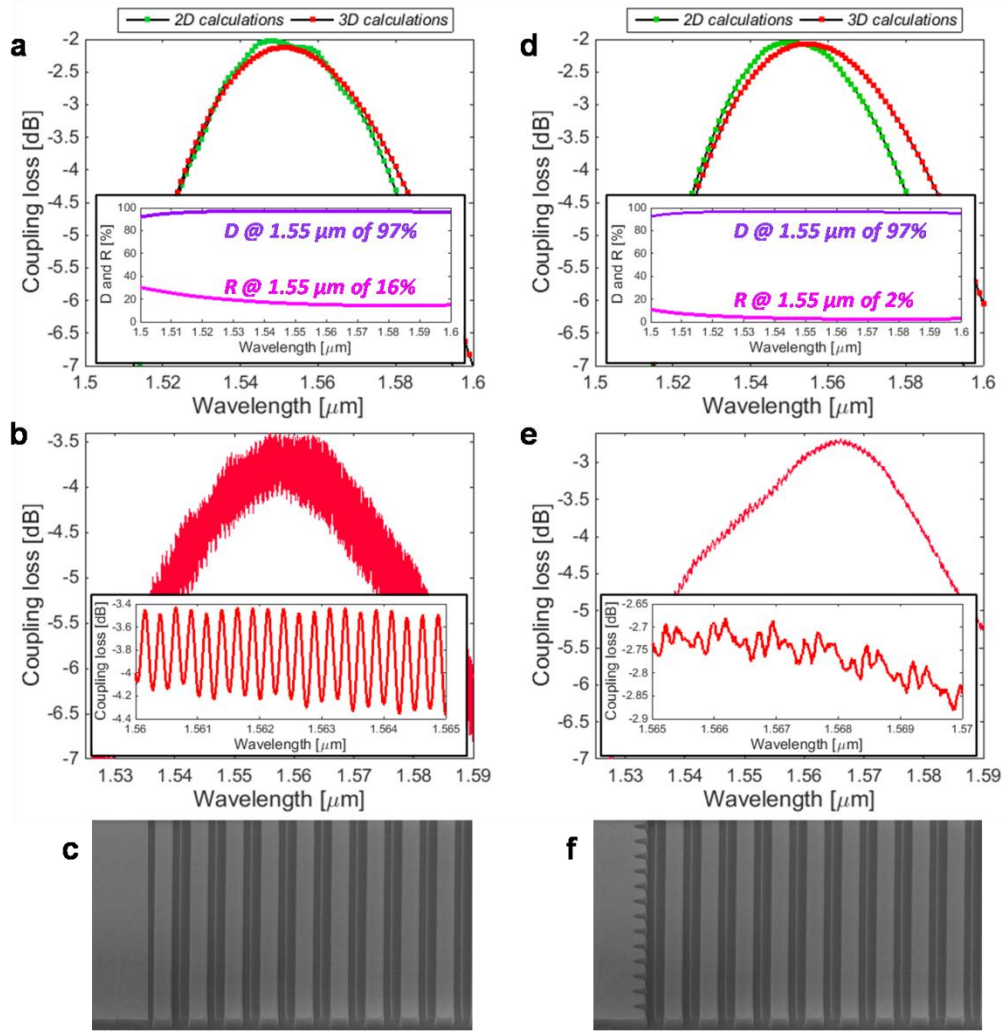 2D calculations 3D calculations
a
-2
-2.5
-3
-3.5
-4
-4.5
-5
-5.5
-6
-6.5
-7
Coupling loss [dB]
100
80
60
40
20
0
D and R [%]
D @ 1.55 μm of 97%
R @ 1.55 μm of 16%
1.5 1.51 1.52 1.53 1.54 1.55 1.56 1.57 1.58 1.59 1.6
Wavelength [μm]
1.5 1.52 1.54 1.56 1.58 1.6
Wavelength [μm]
2D calculations 3D calculations
d
-2
-2.5
-3
-3.5
-4
-4.5
-5
-5.5
-6
-6.5
-7
Coupling loss [dB]
100
80
60
40
20
0
D and R [%]
D @ 1.55 μm of 97%
R @ 1.55 μm of 2%
1.5 1.51 1.52 1.53 1.54 1.55 1.56 1.57 1.58 1.59 1.6
Wavelength [μm]
1.5 1.52 1.54 1.56 1.58 1.6
Wavelength [μm]
b
-3.5
-4
-4.5
-5
-5.5
-6
-6.5
-7
Coupling loss [dB]
-3.4
-3.6
-3.8
-4
-4.2
-4.4
Coupling loss [dB]
1.56 1.561 1.562 1.563 1.564 1.565
Wavelength [μm]
1.53 1.54 1.55 1.56 1.57 1.58 1.59
Wavelength [μm]
e
-3
-3.5
-4
-4.5
-5
-5.5
-6
-6.5
-7
Coupling loss [dB]
-2.65
-2.7
-2.75
-2.8
-2.85
-2.9
Coupling loss [dB]
1.565 1.566 1.567 1.568 1.569 1.57
Wavelength [μm]
1.53 1.54 1.55 1.56 1.57 1.58 1.59
Wavelength [μm]
c
f